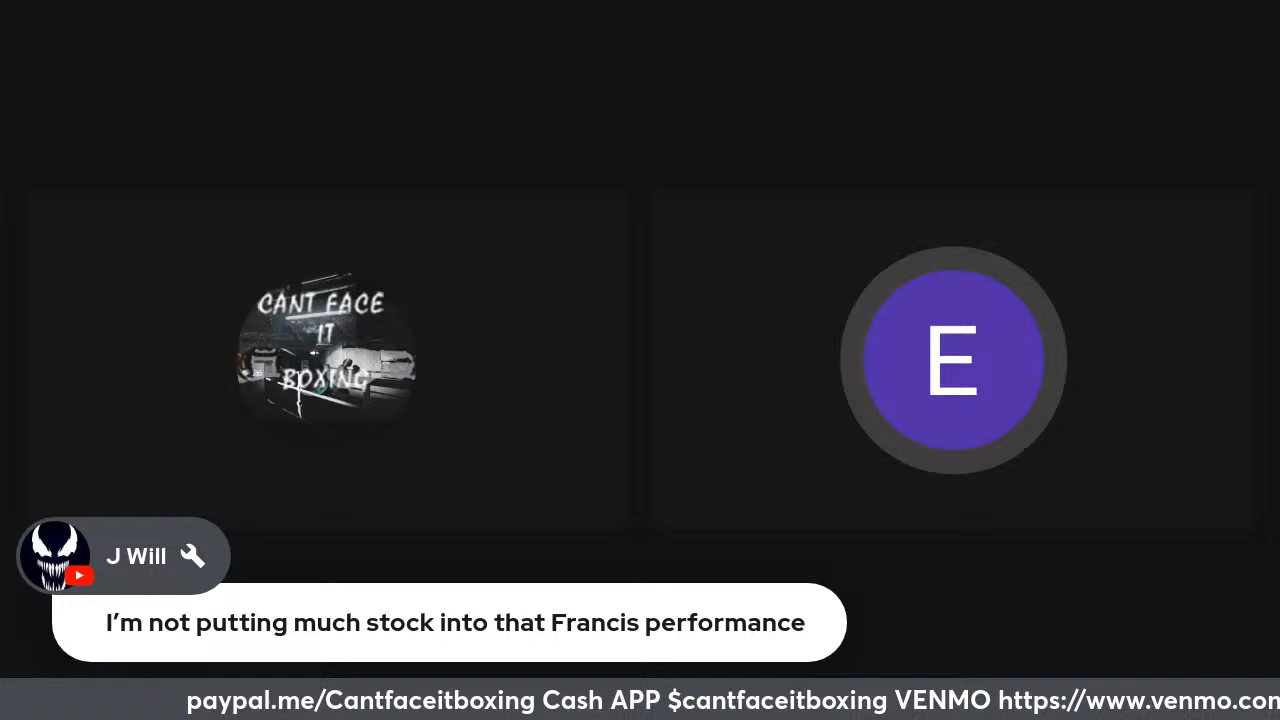 CANT FACE
IT
BOXING
E
J Will
I’m not putting much stock into that Francis performance
paypal.me/Cantfaceitboxing Cash APP $cantfaceitboxing VENMO https://www.venmo.con